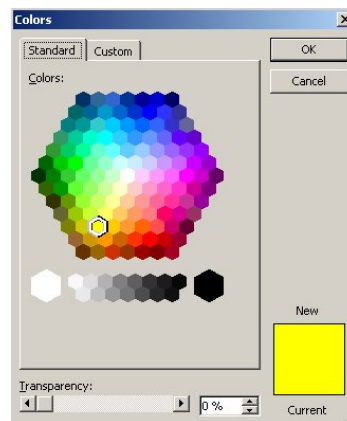 Colors
Standard Custom
OK
Colors:
Cancel
New
Transparency:
0 %
Current